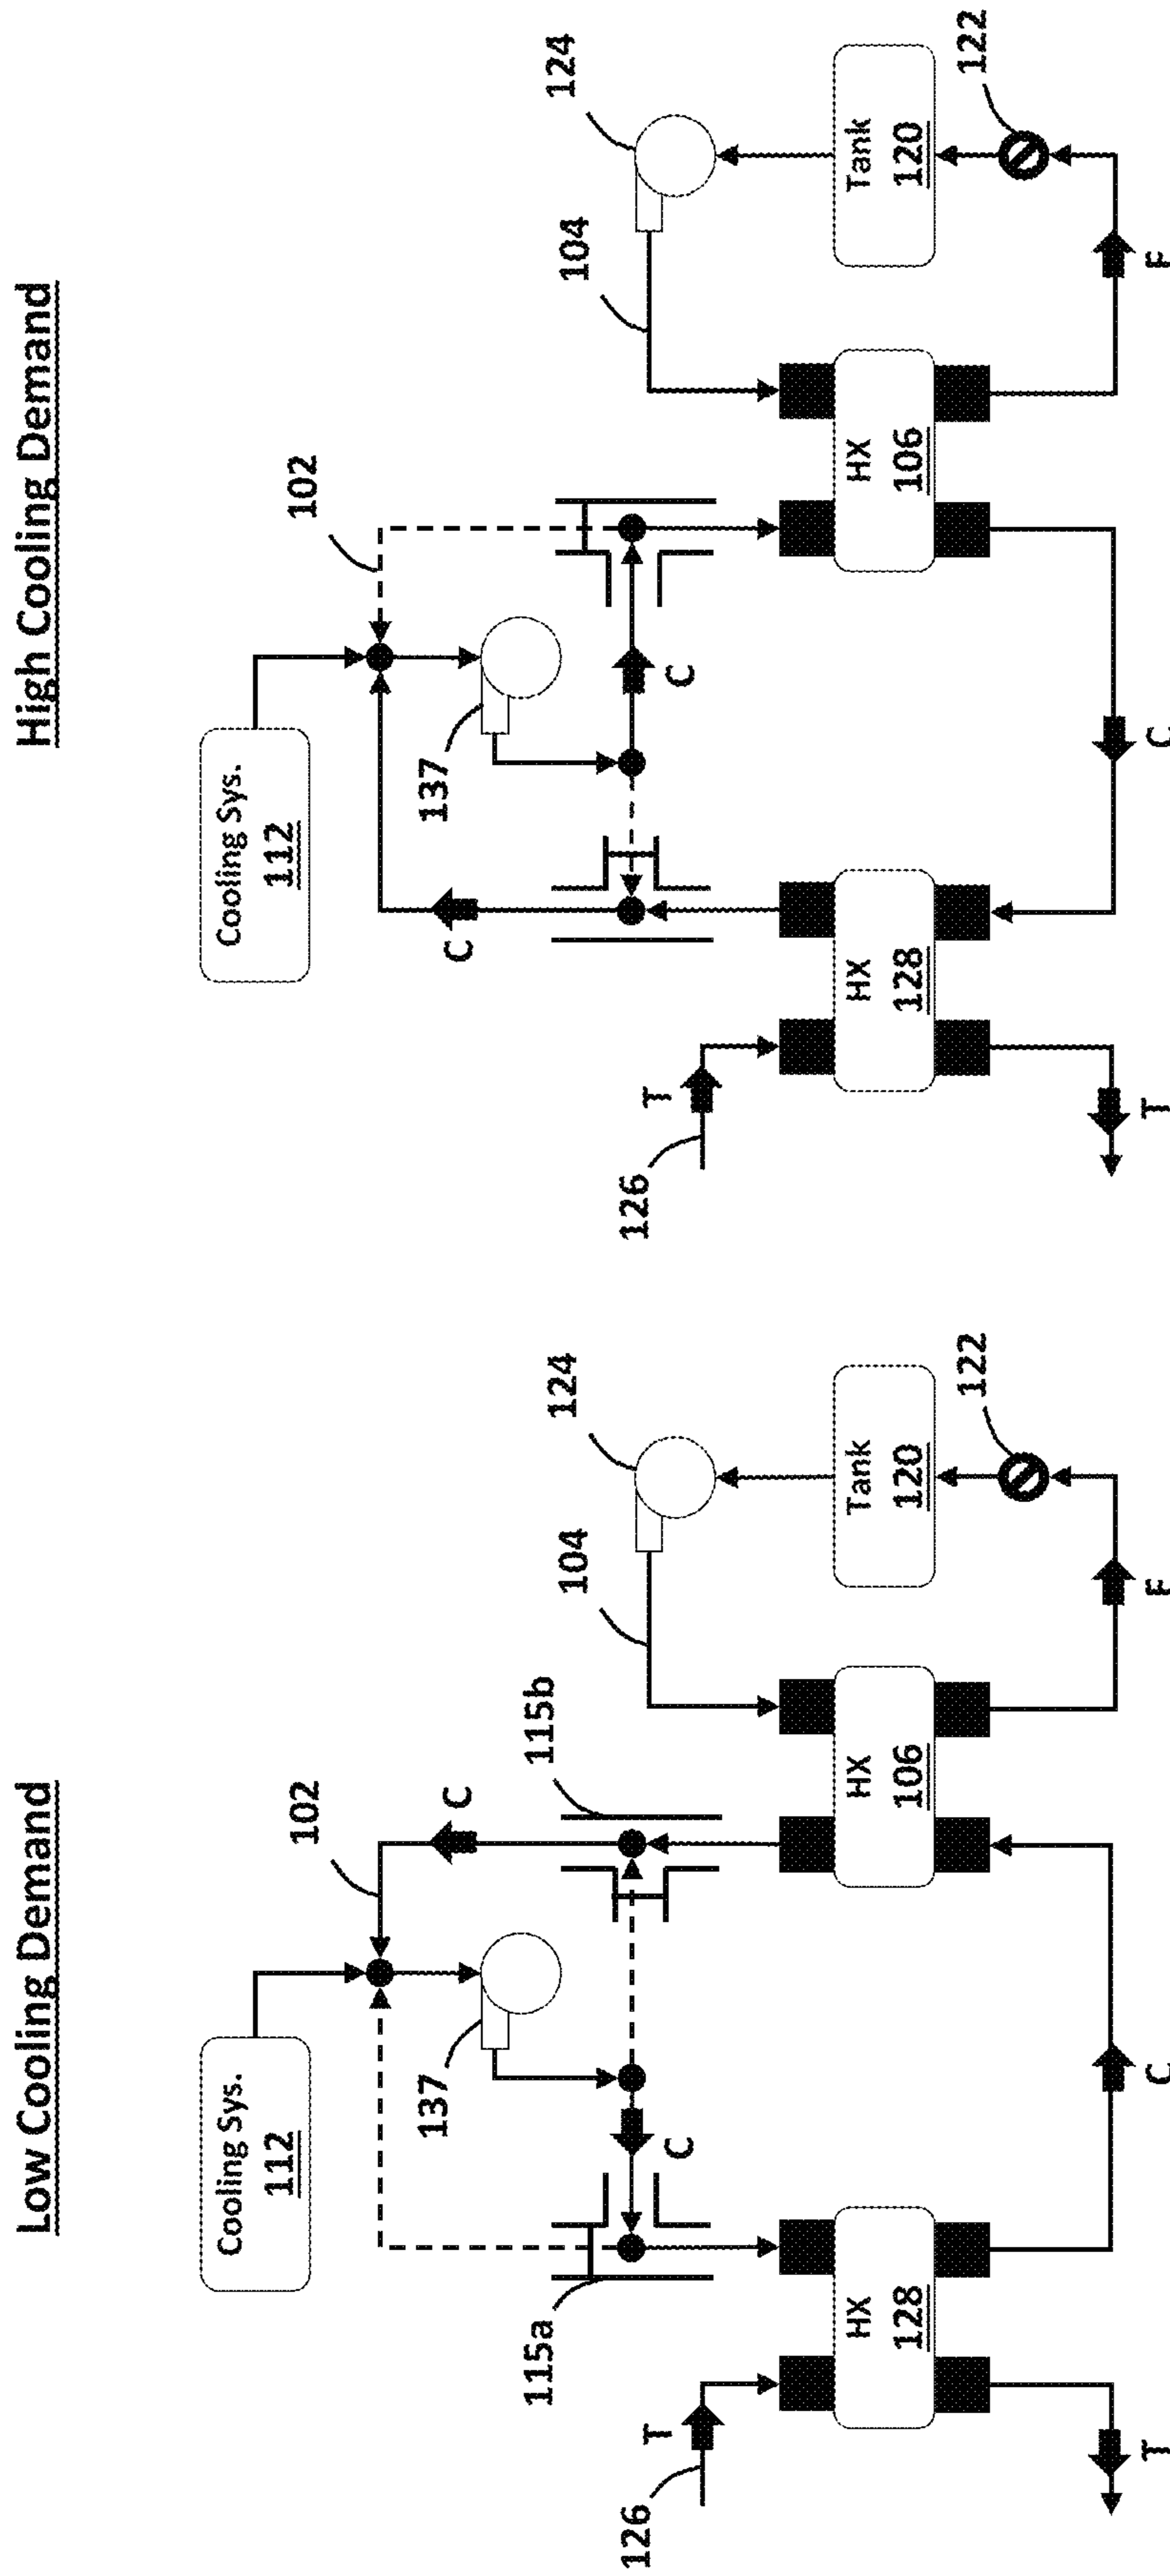 Low Cooling Demand
Cooling Sys.
112
102
137
C
C
115a
115b
104
124
126
T
HX
128
HX
106
Tank
120
122
T
C
F
High Cooling Demand
Cooling Sys.
112
102
137
C
C
104
124
126
T
HX
128
HX
106
Tank
120
122
T
C
F